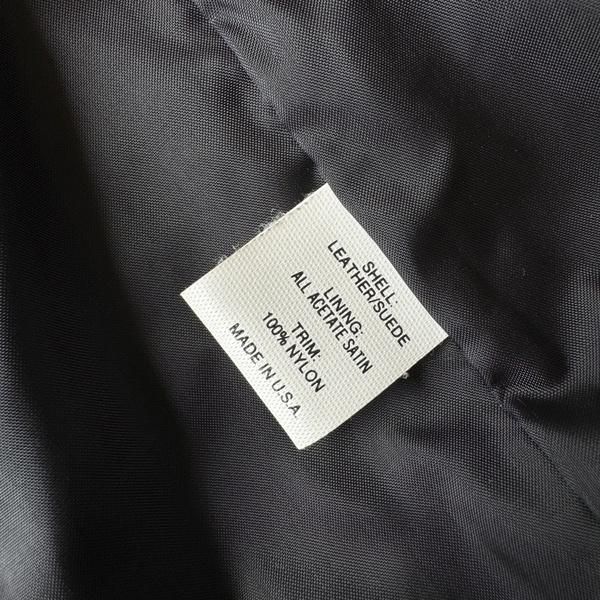 SHELL:
LEATHER/SUEDE
LINING:
ALL ACETATE SATIN
TRIM:
100% NYLON
MADE IN U.S.A.